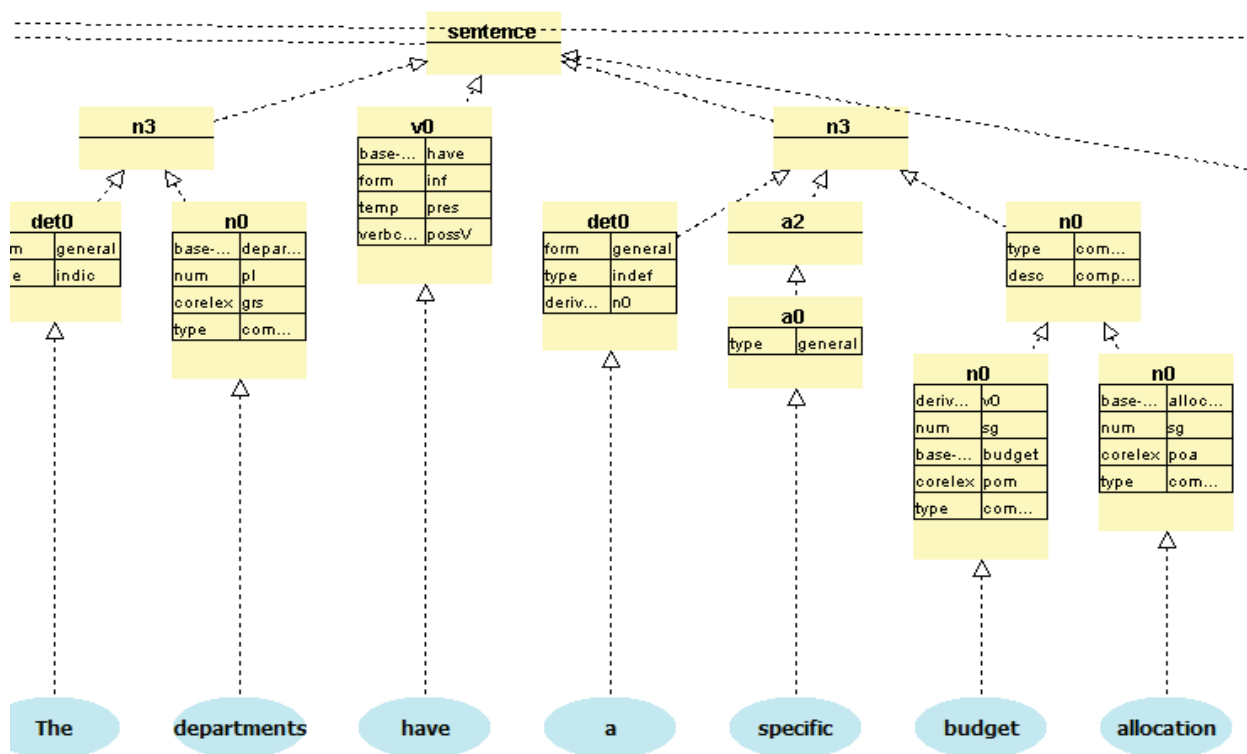 sentence
n3
v0
base-... have
form inf
temp pres
verbc... possV
n3
det0
m general
e indic
n0
base-... depar...
num pl
corelex grs
type com...
det0
form general
type indef
deriv... n0
a2
a0
type general
n0
type com...
desc comp...
n0
deriv... v0
num sg
base-... budget
corelex pom
type com...
n0
base-... alloc...
num sg
corelex poa
type com...
The departments have a specific budget allocation